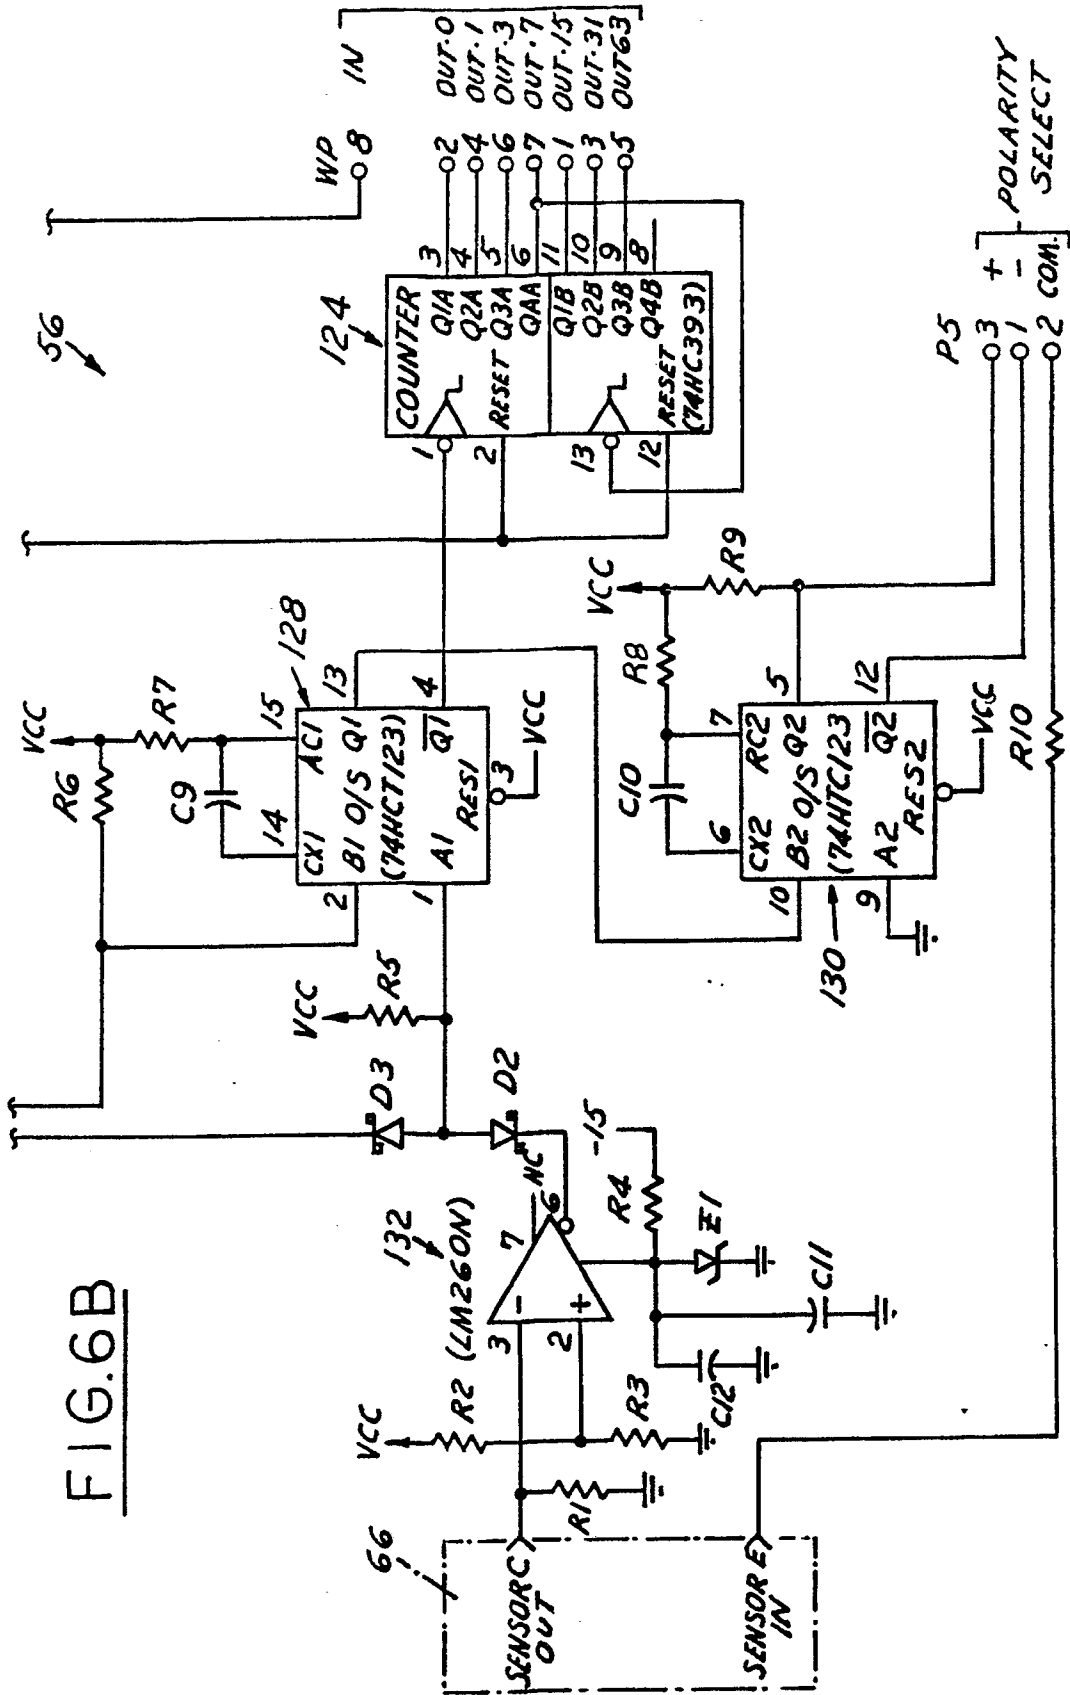 FIG.6B
56
WP
8
IN
OUT-0
OUT-1
OUT-3
OUT-7
OUT-15
OUT-31
OUT63
2
4
6
7
1
3
5
124
COUNTER
Q1A
Q2A
Q3A
QAA
RESET
Q1B
Q2B
Q3B
Q4B
RESET
(74HC393)
3
4
5
6
11
10
9
8
1
2
13
12
VCC
R6
R7
C9
14
15
128
CX1
AC1
B1 O/S Q1
(74HCT123)
A1
Q1
RES1
2
1
13
4
3
VCC
VCC
R5
D3
D2
132
(LM260N)
7
NC
6
3
2
-
+
VCC
R2
R3
R1
-15
R4
Z1
C11
C12
66
SENSOR C
OUT
SENSOR E
IN
VCC
R8
R9
C10
6
7
CX2
RC2
B2 O/S Q2
(74HTC123
A2
Q2
RES2
10
9
5
12
130
VCC
R10
P5
3
1
2
+
-
COM.
POLARITY
SELECT